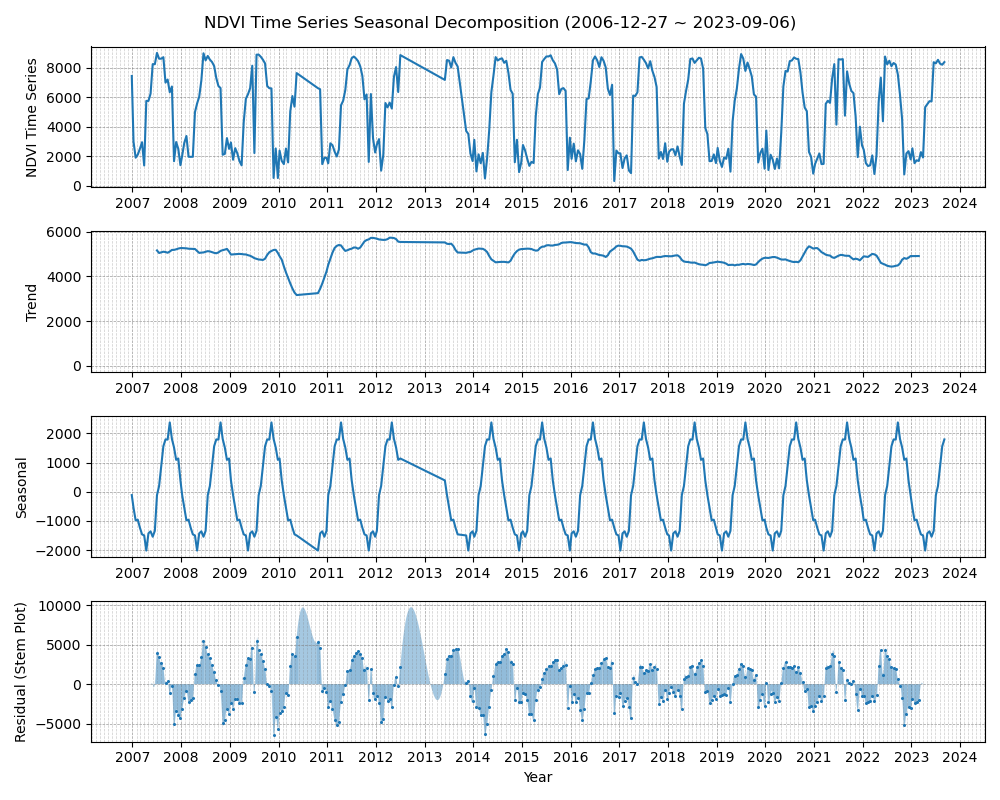 NDVI Time Series Seasonal Decomposition (2006-12-27 ~ 2023-09-06)
NDVI Time Series
8000
6000
4000
2000
0
2007 2008 2009 2010 2011 2012 2013 2014 2015 2016 2017 2018 2019 2020 2021 2022 2023 2024
Trend
6000
4000
2000
0
2007 2008 2009 2010 2011 2012 2013 2014 2015 2016 2017 2018 2019 2020 2021 2022 2023 2024
Seasonal
2000
1000
0
−1000
−2000
2007 2008 2009 2010 2011 2012 2013 2014 2015 2016 2017 2018 2019 2020 2021 2022 2023 2024
Residual (Stem Plot)
10000
5000
0
−5000
2007 2008 2009 2010 2011 2012 2013 2014 2015 2016 2017 2018 2019 2020 2021 2022 2023 2024
Year